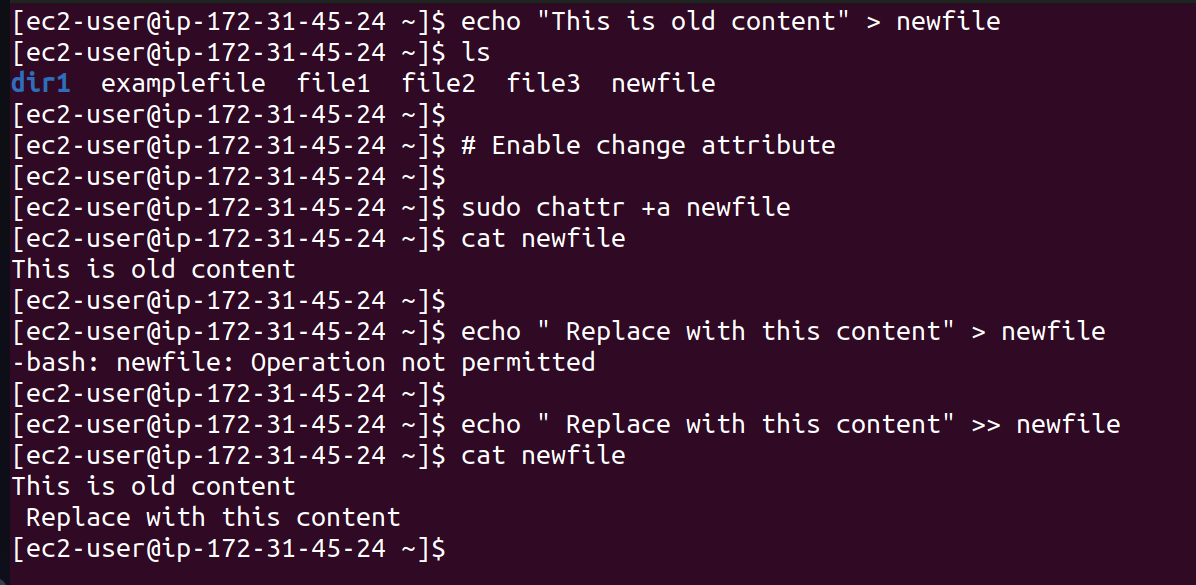 [ec2-user@ip-172-31-45-24 ~]$ echo "This is old content" > newfile
[ec2-user@ip-172-31-45-24 ~]$ ls
dir1  examplefile  file1  file2  file3  newfile
[ec2-user@ip-172-31-45-24 ~]$
[ec2-user@ip-172-31-45-24 ~]$ # Enable change attribute
[ec2-user@ip-172-31-45-24 ~]$
[ec2-user@ip-172-31-45-24 ~]$ sudo chattr +a newfile
[ec2-user@ip-172-31-45-24 ~]$ cat newfile
This is old content
[ec2-user@ip-172-31-45-24 ~]$
[ec2-user@ip-172-31-45-24 ~]$ echo " Replace with this content" > newfile
-bash: newfile: Operation not permitted
[ec2-user@ip-172-31-45-24 ~]$
[ec2-user@ip-172-31-45-24 ~]$ echo " Replace with this content" >> newfile
[ec2-user@ip-172-31-45-24 ~]$ cat newfile
This is old content
 Replace with this content
[ec2-user@ip-172-31-45-24 ~]$